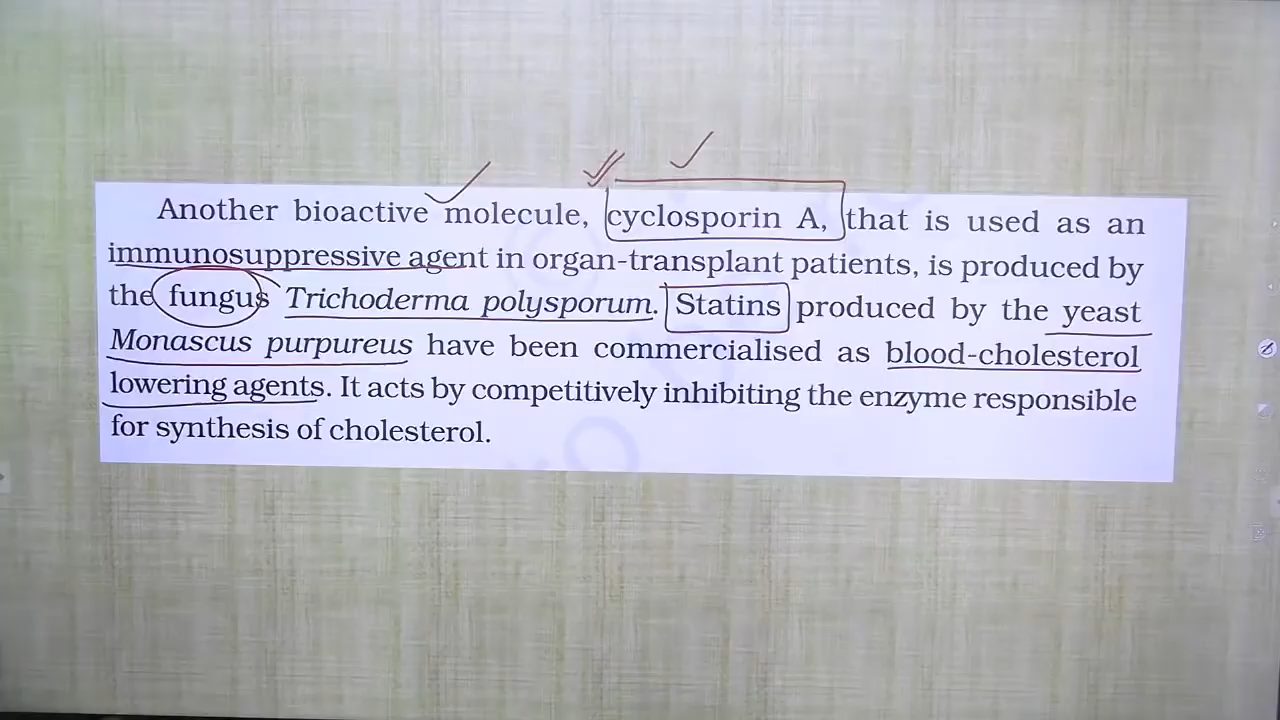 Another bioactive molecule, cyclosporin A, that is used as an
immunosuppressive agent in organ-transplant patients, is produced by
the fungus Trichoderma polysporum. Statins produced by the yeast
Monascus purpureus have been commercialised as blood-cholesterol
lowering agents. It acts by competitively inhibiting the enzyme responsible
for synthesis of cholesterol.